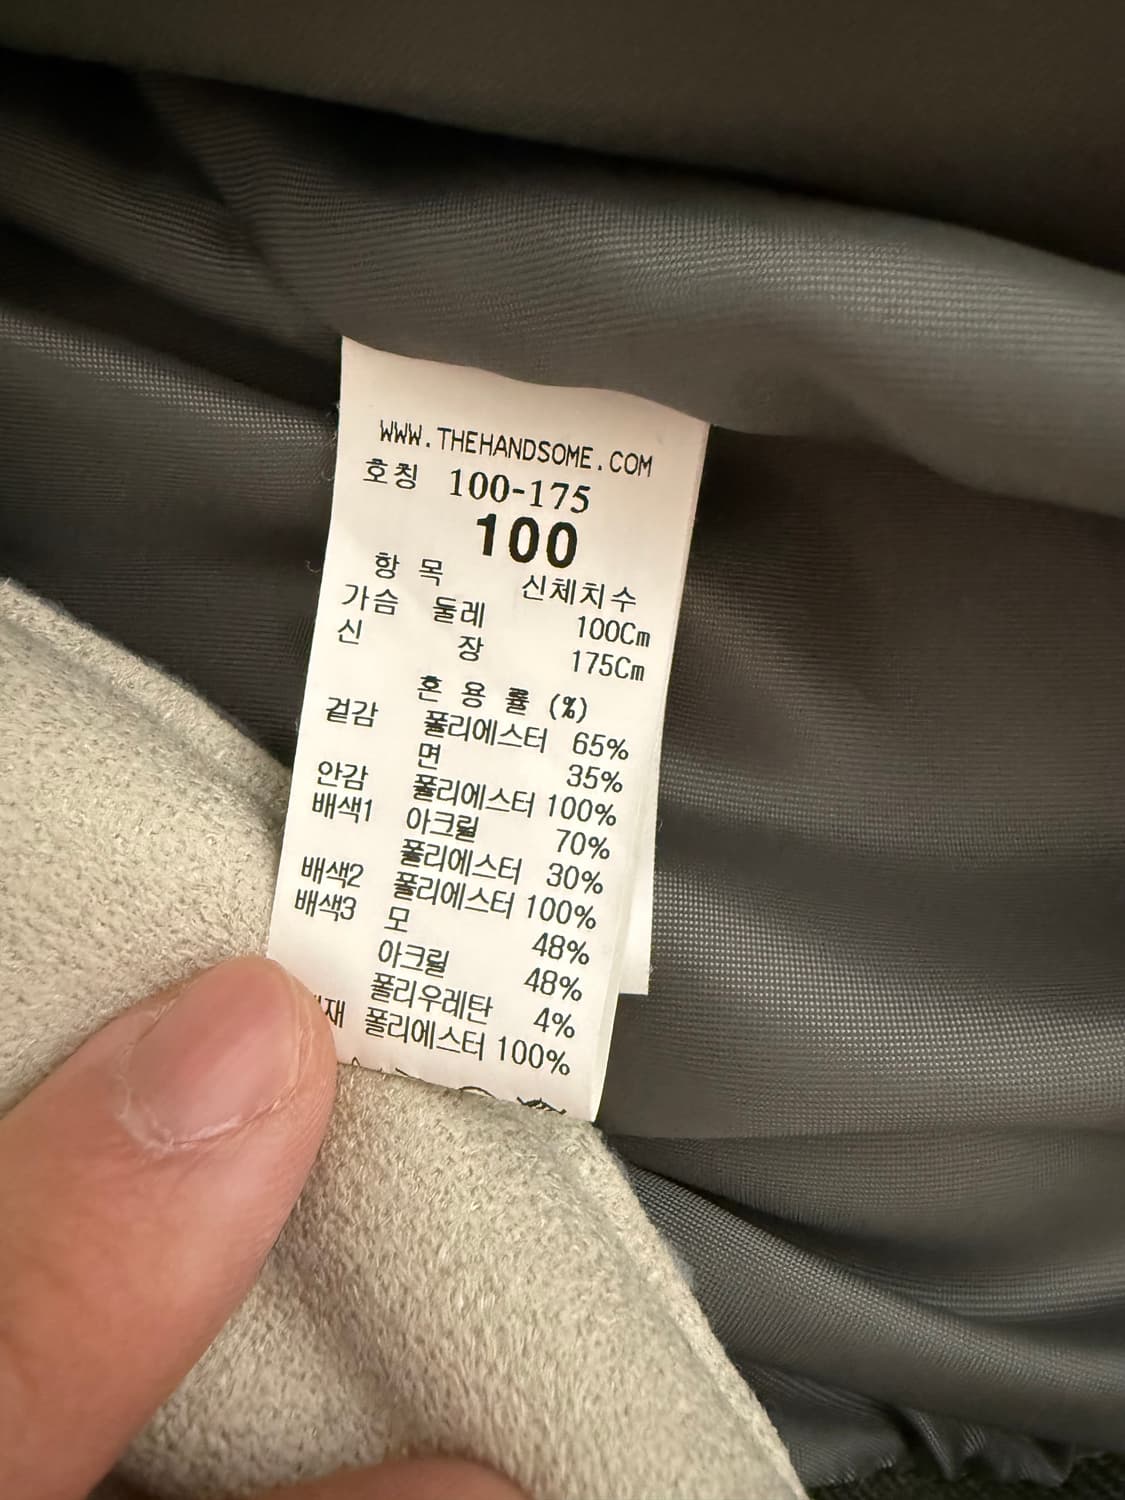 WWW.THEHANDSOME.COM
호칭 100-175
100
항 목 신체치수
가슴 둘레 100Cm
신 장 175Cm
혼 용 률 (%)
겉감 폴리에스터 65%
면 35%
안감 폴리에스터 100%
배색1 아크릴 70%
폴리에스터 30%
배색2 폴리에스터 100%
배색3 모 48%
아크릴 48%
폴리우레탄 4%
폴리에스터 100%